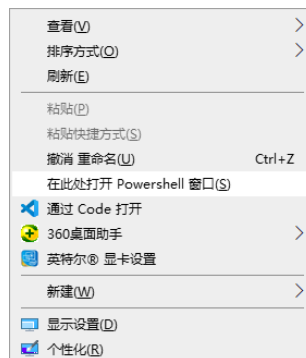 查看(V)
排序方式(O)
刷新(E)
粘贴(P)
粘贴快捷方式(S)
撤消 重命名(U) Ctrl+Z
在此处打开 Powershell 窗口(S)
通过 Code 打开
360桌面助手
英特尔® 显卡设置
新建(W)
显示设置(D)
个性化(R)